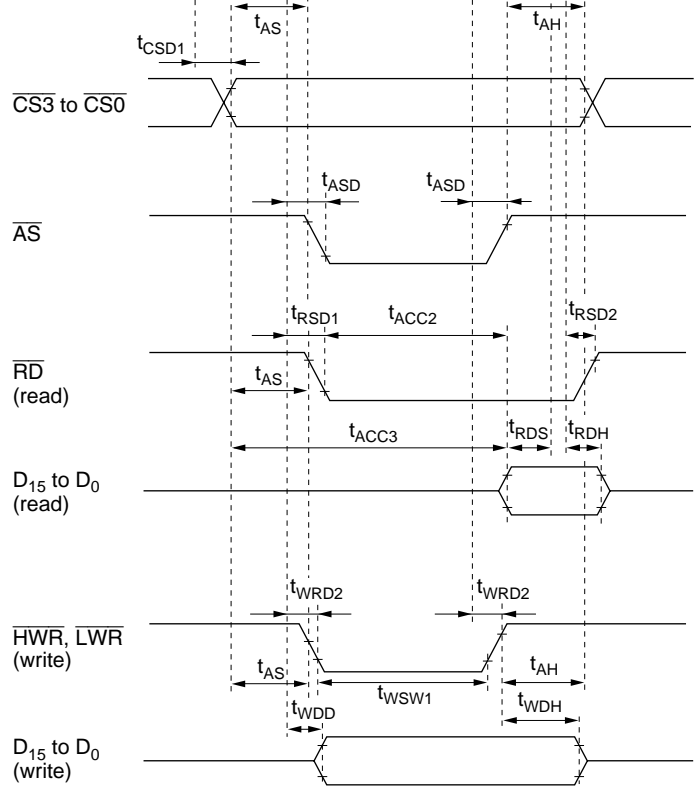 tAS tAH
tCSD1
CS3 to CS0
tASD tASD
AS
tRSD1 tACC2 tRSD2
RD
(read)
tAS
tACC3 tRDS tRDH
D15 to D0
(read)
tWRD2 tWRD2
HWR, LWR
(write)
tAS tWSW1 tAH
tWDD tWDH
D15 to D0
(write)